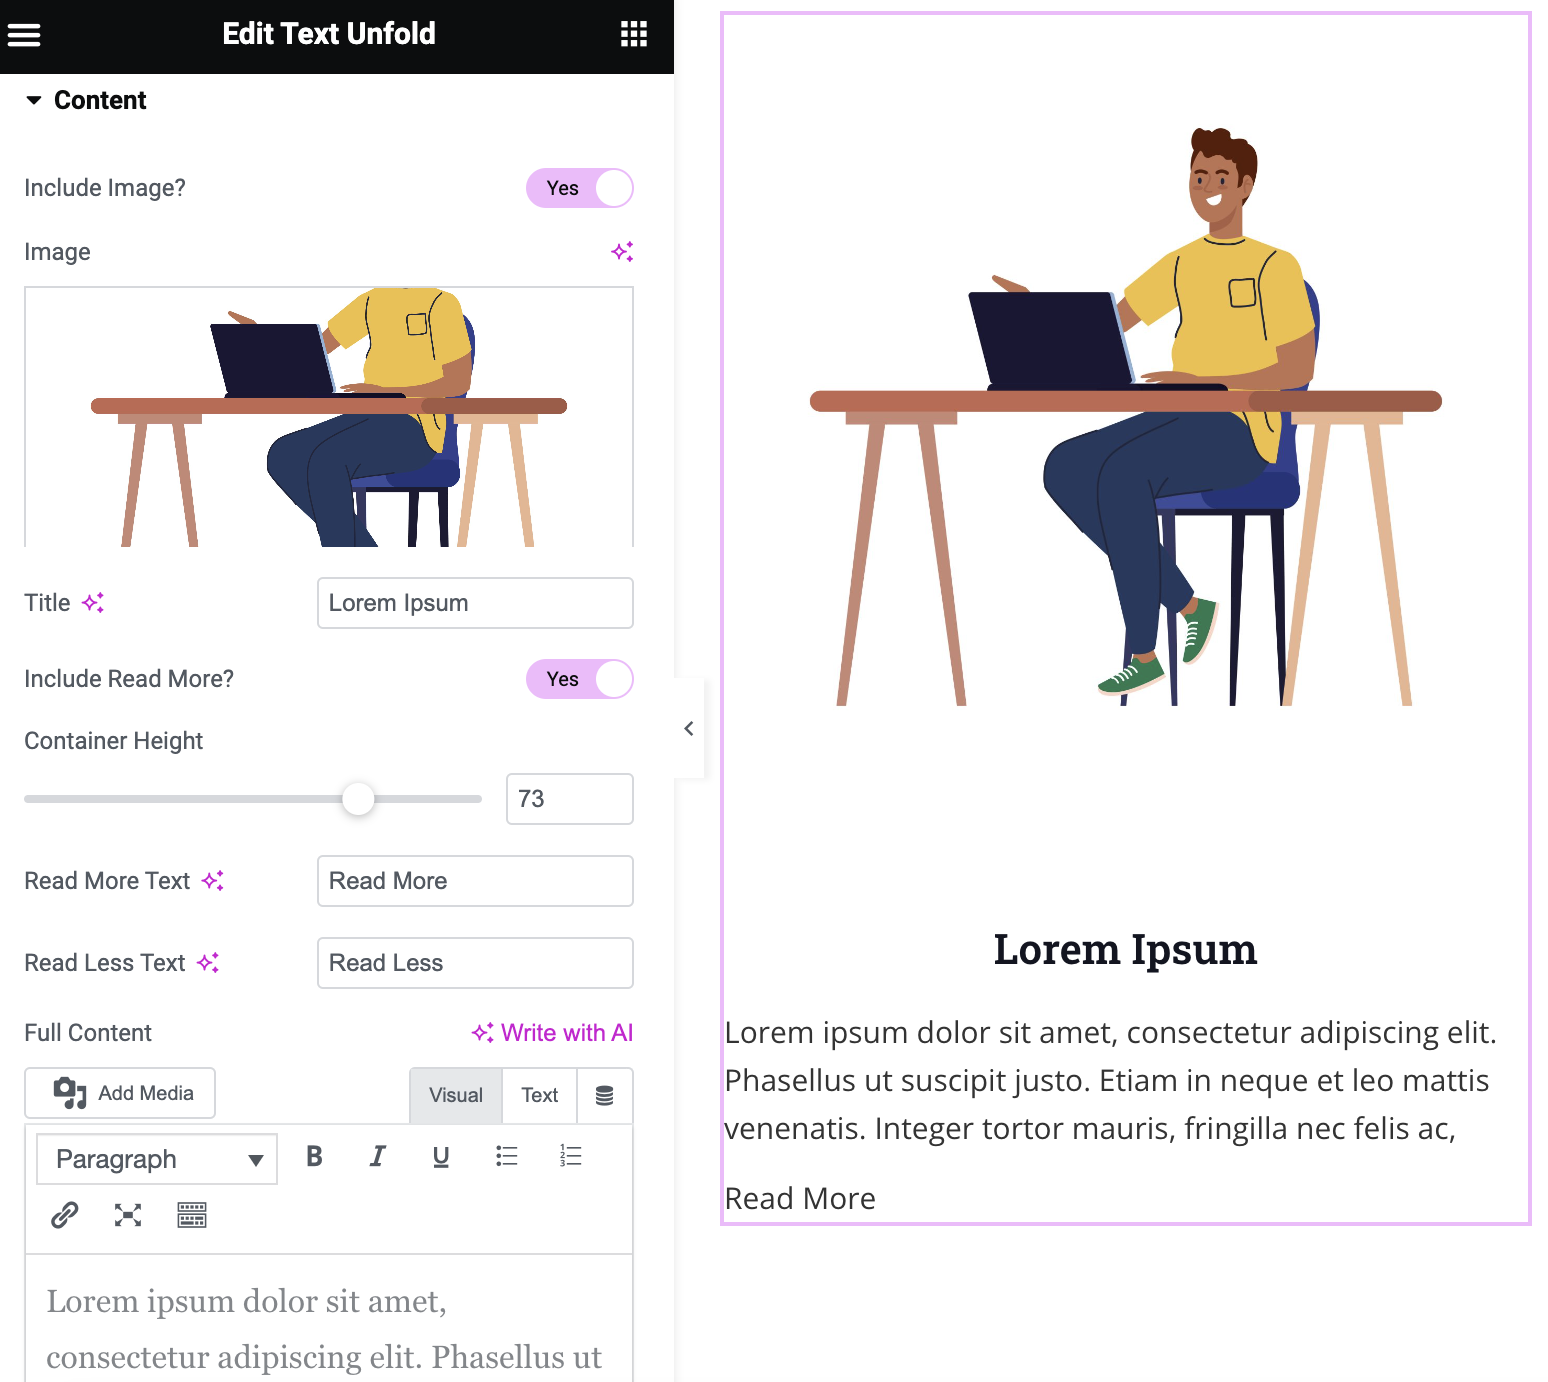 Edit Text Unfold
Content
Include Image?
Yes
Image
Title
Lorem Ipsum
Include Read More?
Yes
Container Height
73
Read More Text
Read More
Read Less Text
Read Less
Full Content
Write with AI
Add Media
Visual
Text
Paragraph
B
I
U
1
2
3
Lorem ipsum dolor sit amet,
consectetur adipiscing elit. Phasellus ut
Lorem Ipsum
Lorem ipsum dolor sit amet, consectetur adipiscing elit.
Phasellus ut suscipit justo. Etiam in neque et leo mattis
venenatis. Integer tortor mauris, fringilla nec felis ac,
Read More